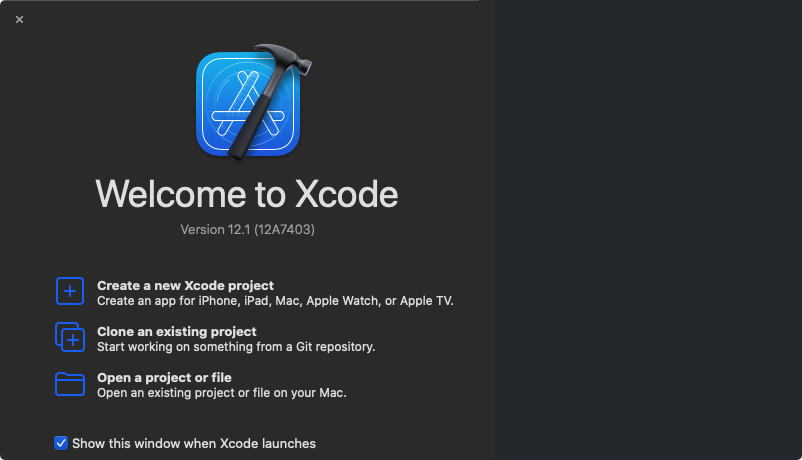 Welcome to Xcode
Version 12.1 (12A7403)
Create a new Xcode project
Create an app for iPhone, iPad, Mac, Apple Watch, or Apple TV.
Clone an existing project
Start working on something from a Git repository.
Open a project or file
Open an existing project or file on your Mac.
Show this window when Xcode launches